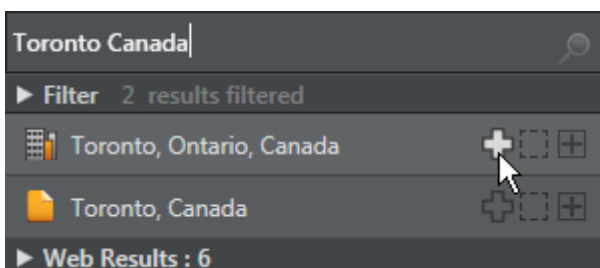 Toronto Canada
Filter 2 results filtered
Toronto, Ontario, Canada
Toronto, Canada
Web Results : 6